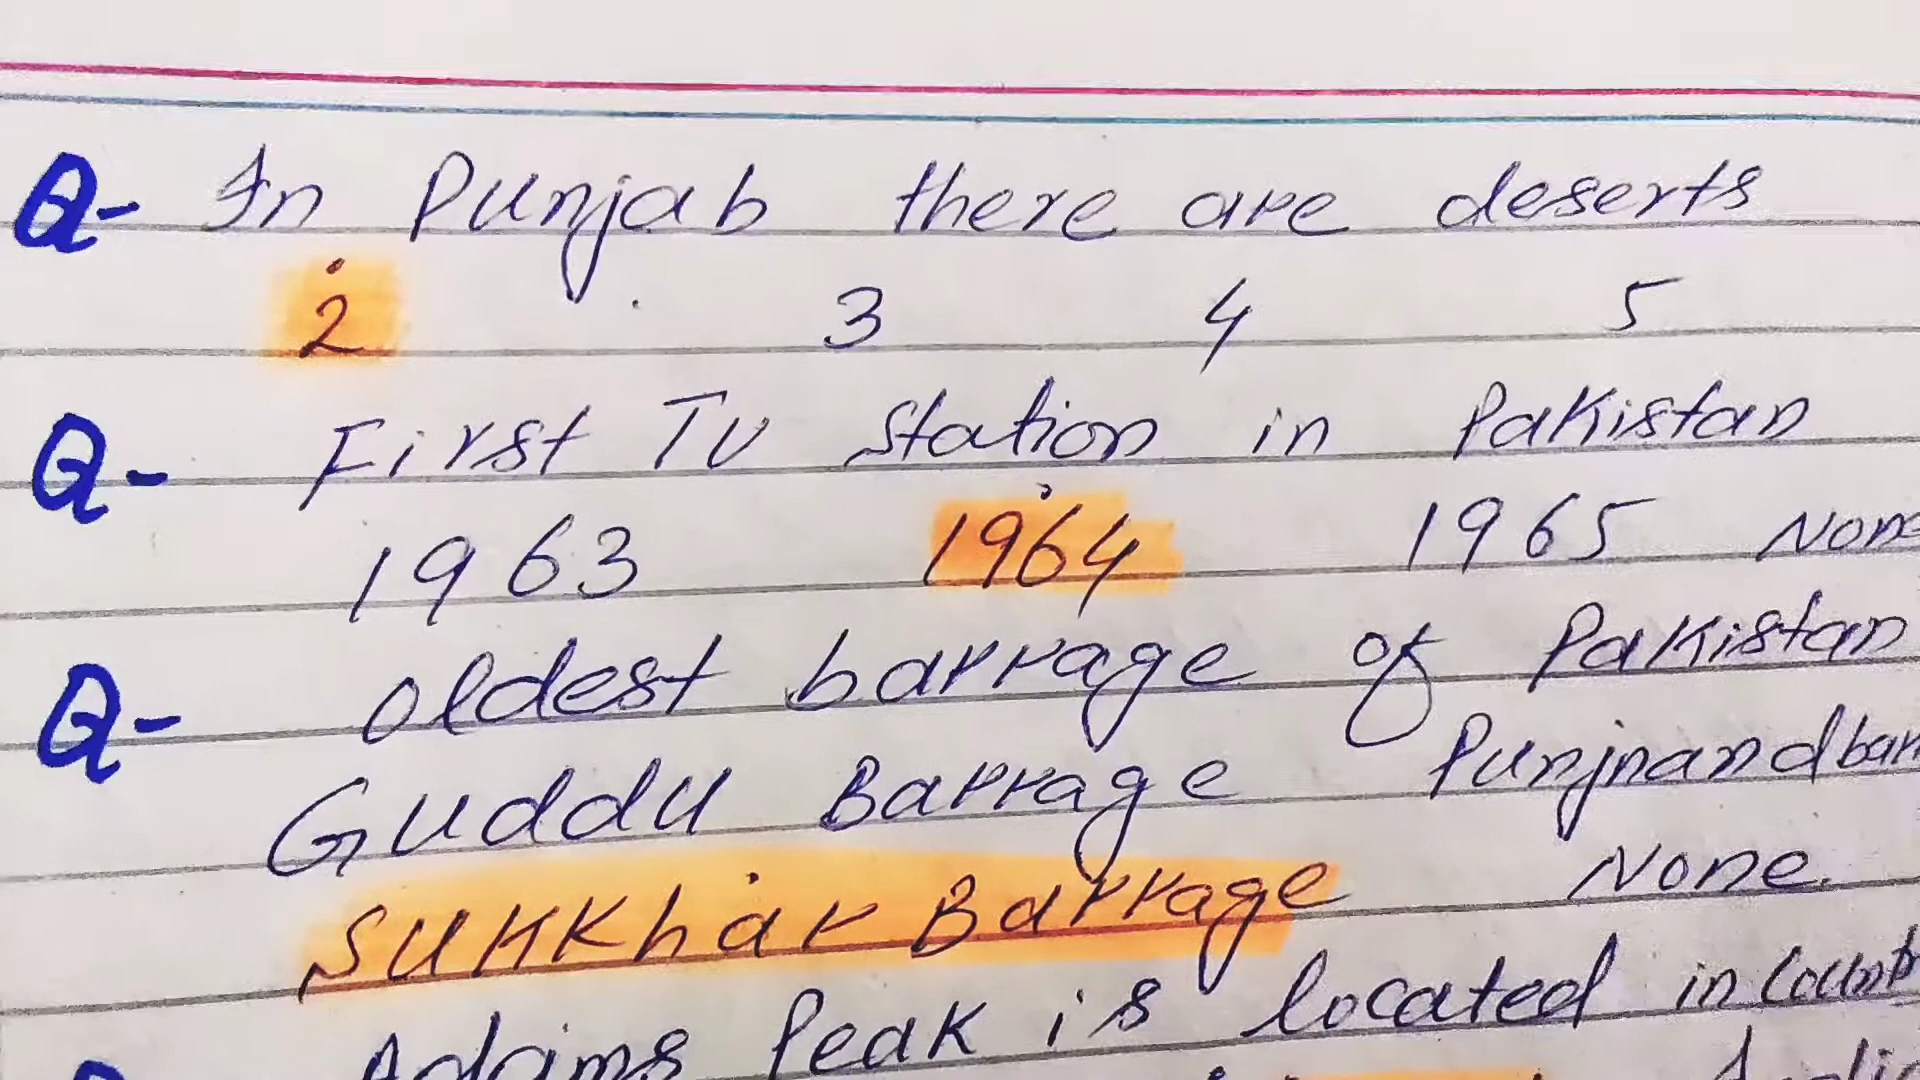 Q- In Punjab there are deserts
2 3 4 5
Q- First TV Station in Pakistan
1963 1964 1965 None
Q- oldest barrage of Pakistan
Guddu Barrage Punjnand
Sukkhar Barrage None.
Adams Peak is located in